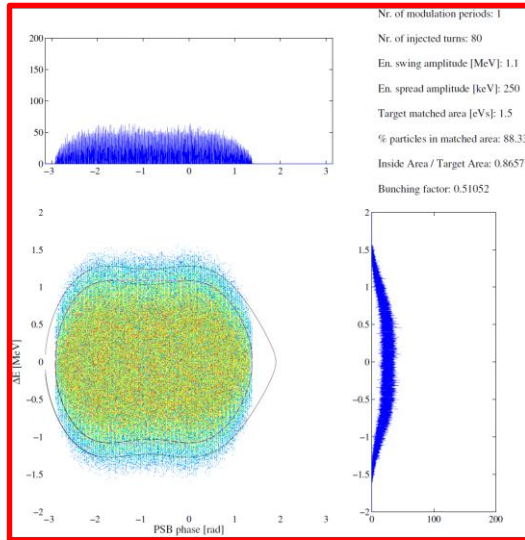 Nr. of modulation periods: 1
Nr. of injected turns: 80
En. swing amplitude [MeV]: 1.1
En. spread amplitude [keV]: 250
Target matched area [eVs]: 1.5
% particles in matched area: 88.33
Inside Area / Target Area: 0.8657
Bunching factor: 0.51052
200
150
100
50
0
−3 −2 −1 0 1 2 3
2
1.5
1
0.5
0
−0.5
−1
−1.5
−2
ΔE [MeV]
−3 −2 −1 0 1 2 3
PSB phase [rad]
2
1.5
1
0.5
0
−0.5
−1
−1.5
−2
0 100 200